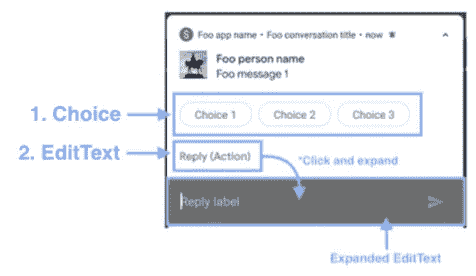 S Foo app name • Foo conversation title • now
Foo person name
Foo message 1
1. Choice
Choice 1 Choice 2 Choice 3
2. EditText
Reply (Action)
*Click and expand
Reply label
Expanded EditText